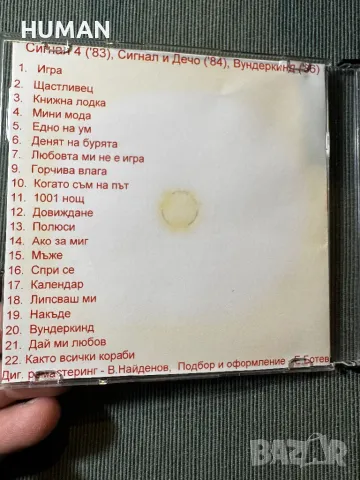 HUMAN
Сигнал 4 ('83), Сигнал и Дечо ('84), Вундеркинд ('86)
1. Игра
2. Щастливец
3. Книжна лодка
4. Мини мода
5. Едно на ум
6. Денят на бурята
7. Любовта ми не е игра
9. Горчива влага
10. Когато съм на път
11. 1001 нощ
12. Довиждане
13. Полюси
14. Ако за миг
15. Мъже
16. Спри се
17. Календар
18. Липсваш ми
19. Накъде
20. Вундеркинд
21. Дай ми любов
22. Както всички кораби
Диг. ремастеринг - В.Найденов, Подбор и оформление - Е.Готев
BAZAR
bg